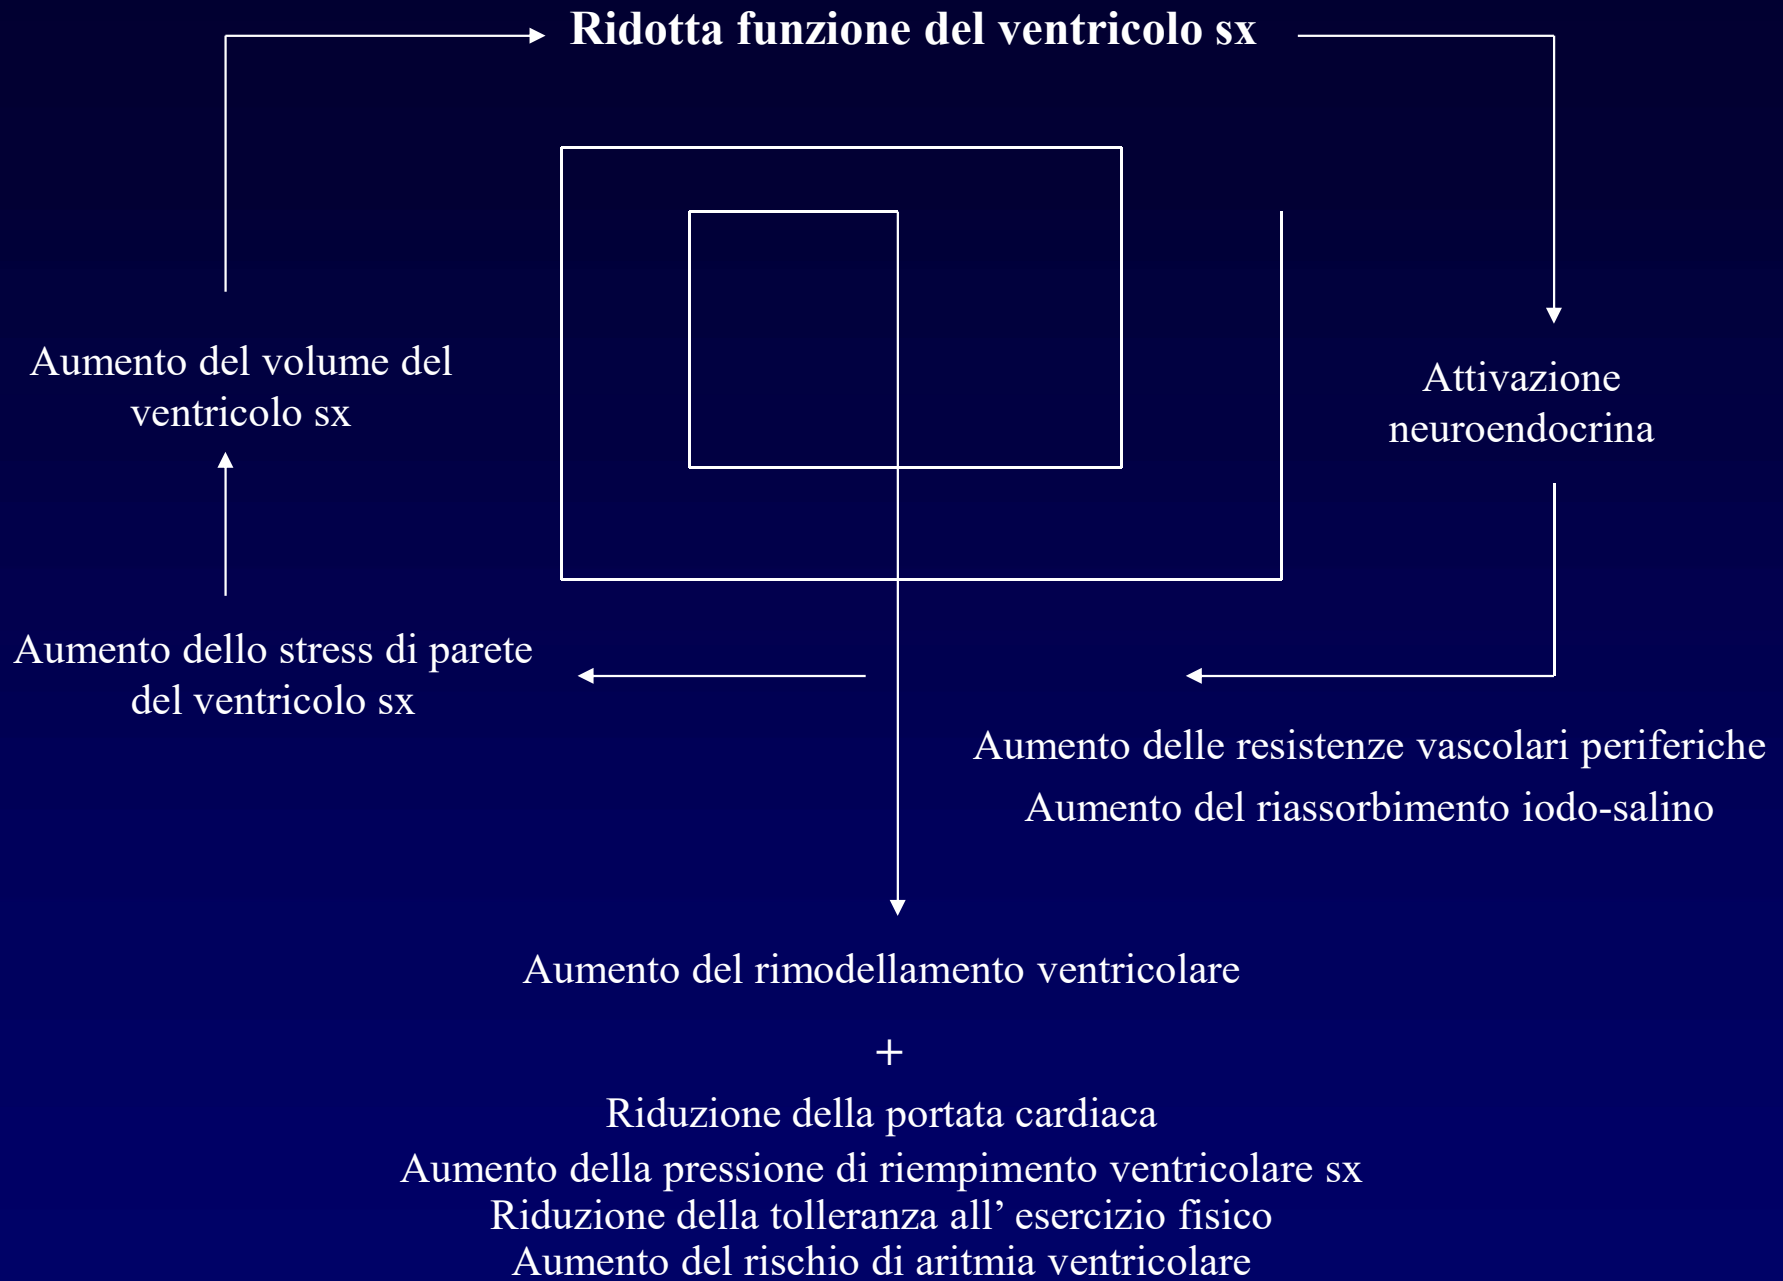 Ridotta funzione del ventricolo sx
Aumento del volume del
ventricolo sx
Attivazione
neuroendocrina
Aumento dello stress di parete
del ventricolo sx
Aumento delle resistenze vascolari periferiche
Aumento del riassorbimento iodo-salino
Aumento del rimodellamento ventricolare
+
Riduzione della portata cardiaca
Aumento della pressione di riempimento ventricolare sx
Riduzione della tolleranza all’ esercizio fisico
Aumento del rischio di aritmia ventricolare